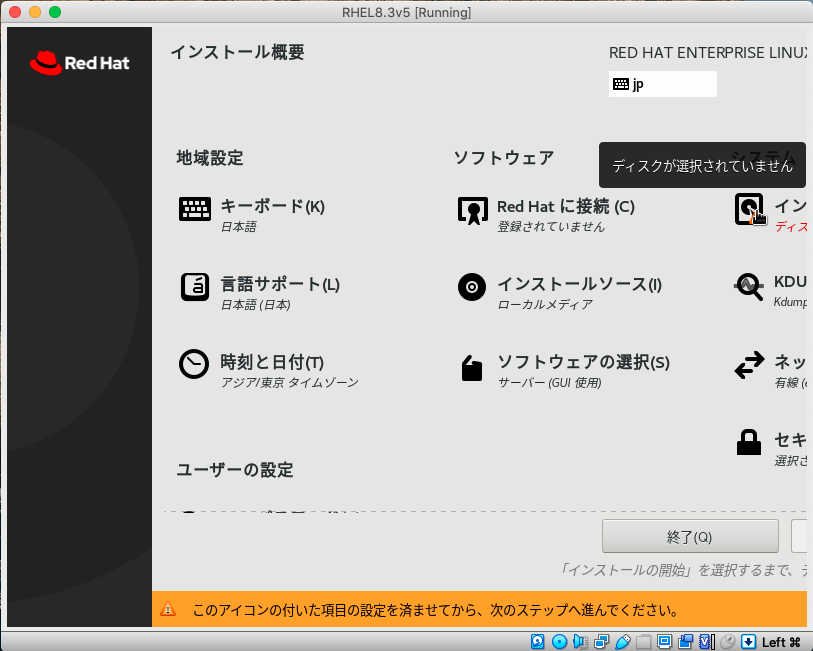 RHEL8.3v5 [Running]
Red Hat
インストール概要
RED HAT ENTERPRISE LINUX
jp
地域設定
ソフトウェア
システム
ディスクが選択されていません
キーボード(K)
日本語
Red Hat に接続 (C)
登録されていません
イン
ディス
言語サポート(L)
日本語 (日本)
インストールソース(I)
ローカルメディア
KDU
Kdump
時刻と日付(T)
アジア/東京 タイムゾーン
ソフトウェアの選択(S)
サーバー (GUI 使用)
ネッ
有線 (e
セキ
選択さ
ユーザーの設定
終了(Q)
「インストールの開始」を選択するまで、デ
このアイコンの付いた項目の設定を済ませてから、次のステップへ進んでください。
Left ⌘